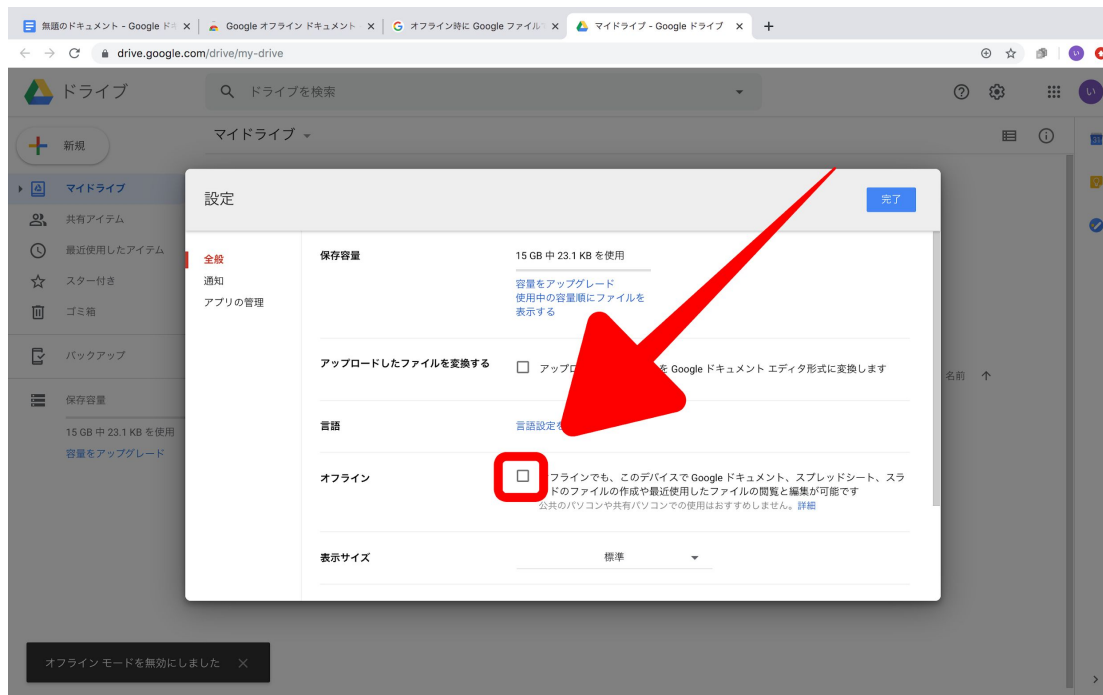 無題のドキュメント - Google ド
Google オフライン ドキュメント
オフライン時に Google ファイル
マイドライブ - Google ドライブ
drive.google.com/drive/my-drive
い
ドライブ
ドライブを検索
い
新規
マイドライブ
31
マイドライブ
共有アイテム
最近使用したアイテム
スター付き
ゴミ箱
バックアップ
保存容量
15 GB 中 23.1 KB を使用
容量をアップグレード
設定
完了
全般
通知
アプリの管理
保存容量
15 GB 中 23.1 KB を使用
容量をアップグレード
使用中の容量順にファイルを
表示する
アップロードしたファイルを変換する
アップロ を Google ドキュメント エディタ形式に変換します
名前
言語
言語設定
オフライン
フラインでも、このデバイスで Google ドキュメント、スプレッドシート、スラ
ドのファイルの作成や最近使用したファイルの閲覧と編集が可能です
公共のパソコンや共有パソコンでの使用はおすすめしません。詳細
表示サイズ
標準
オフライン モードを無効にしました